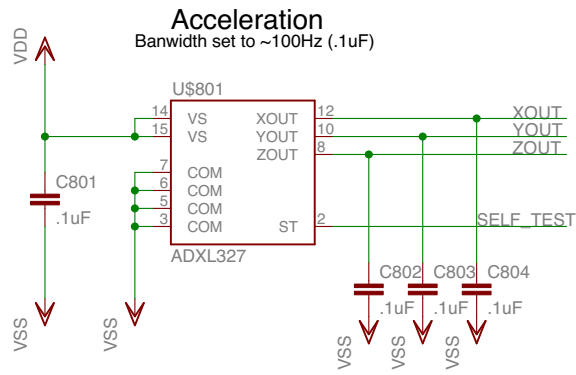 Acceleration
Banwidth set to ~100Hz (.1uF)
VDD
U$801
14 VS XOUT 12 XOUT
15 VS YOUT 10 YOUT
ZOUT 8 ZOUT
7 COM
6 COM
5 COM
3 COM ST 2 SELF_TEST
ADXL327
C801
.1uF
C802 C803 C804
.1uF .1uF .1uF
VSS VSS VSS VSS VSS